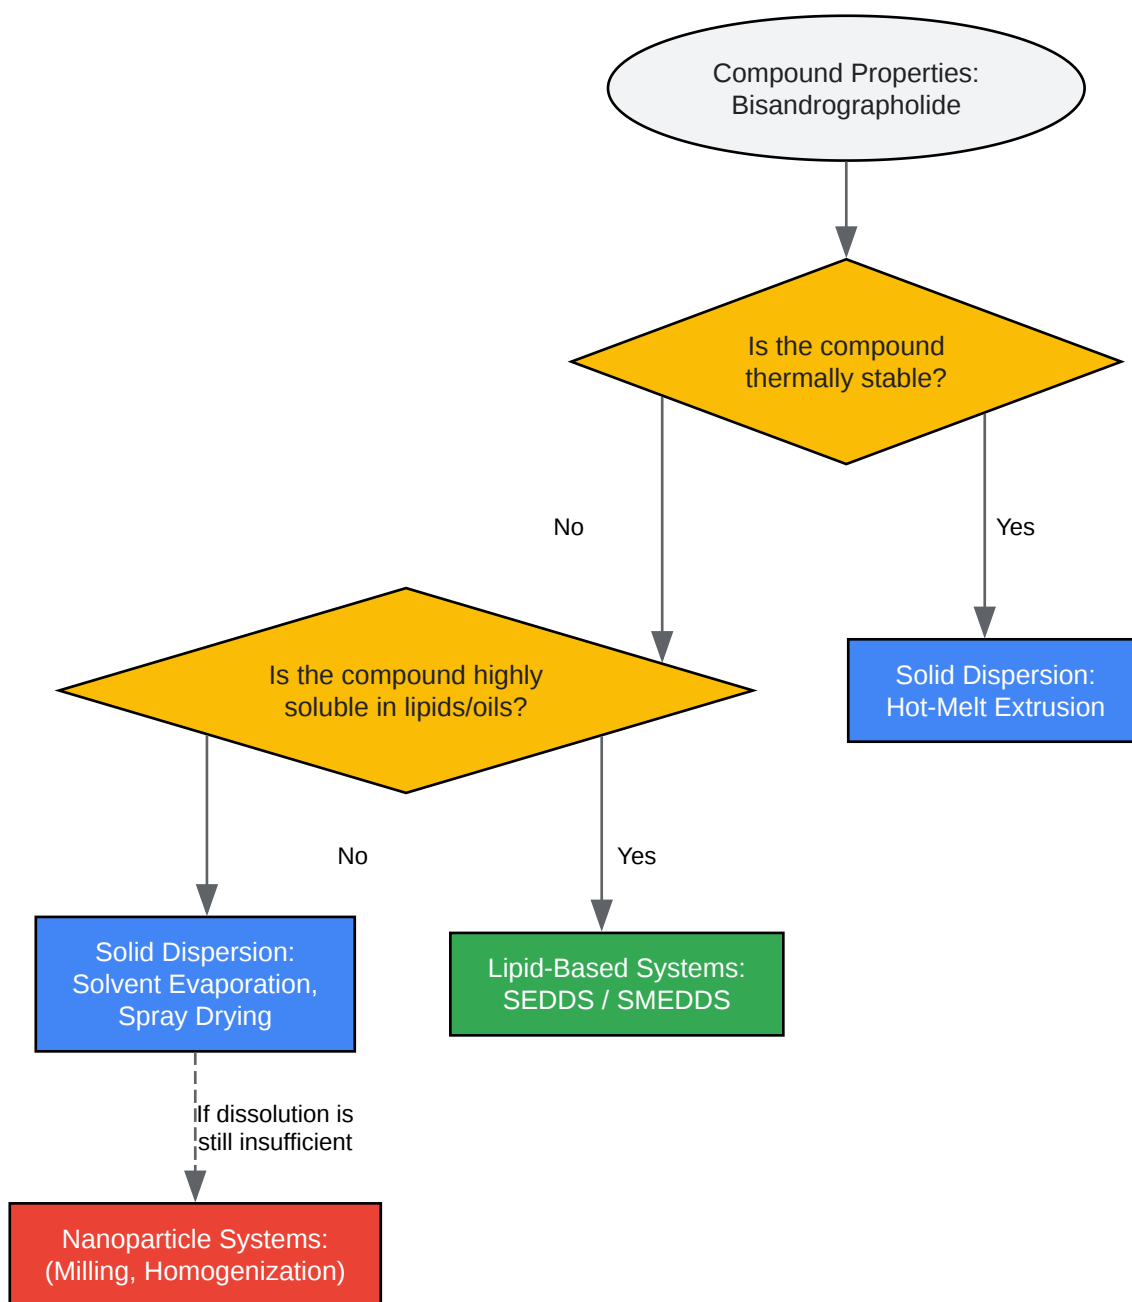 Compound Properties:
Bisandrographolide
Is the compound
thermally stable?
No
Yes
Is the compound highly
soluble in lipids/oils?
Solid Dispersion:
Hot-Melt Extrusion
No
Yes
Solid Dispersion:
Solvent Evaporation,
Spray Drying
Lipid-Based Systems:
SEDDS / SMEDDS
If dissolution is
still insufficient
Nanoparticle Systems:
(Milling, Homogenization)